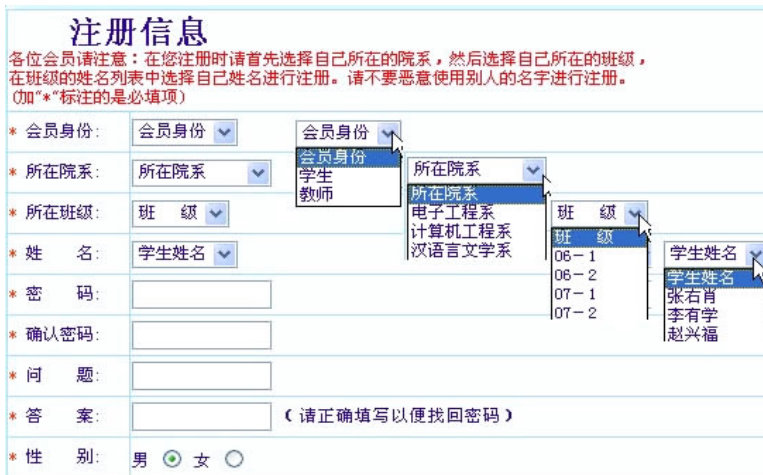 注册信息
各位会员请注意：在您注册时请首先选择自己所在的院系，然后选择自己所在的班级，
在班级的姓名列表中选择自己姓名进行注册。请不要恶意使用别人的名字进行注册。
（加"*"标注的是必填项）
* 会员身份： 会员身份 会员身份
会员身份
学生
教师
* 所在院系： 所在院系 所在院系
所在院系
电子工程系
计算机工程系
汉语言文学系
* 所在班级： 班 级 班 级
班 级
06－1
06－2
07－1
07－2
* 姓 名： 学生姓名 学生姓名
学生姓名
张右肖
李有学
赵兴福
* 密 码：
* 确认密码：
* 问 题：
* 答 案： （请正确填写以便找回密码）
* 性 别： 男 女